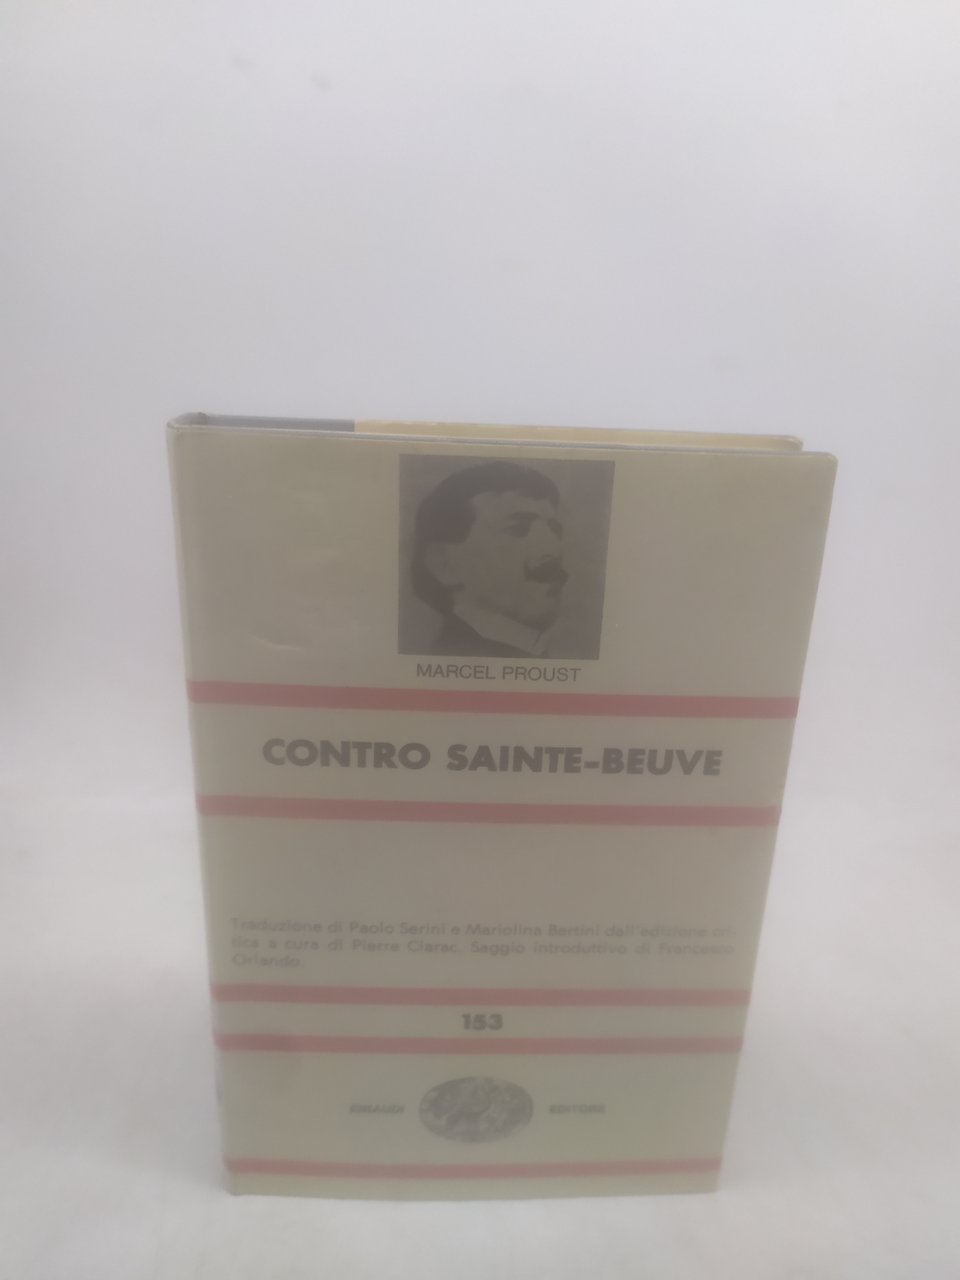 MARCEL PROUST
CONTRO SAINTE-BEUVE
Traduzione di Paolo Serini e Mariolina Bertini dall'edizione cri-
tica a cura di Pierre Clarac. Saggio introduttivo di Francesco
Orlando.
153
EINAUDI EDITORE